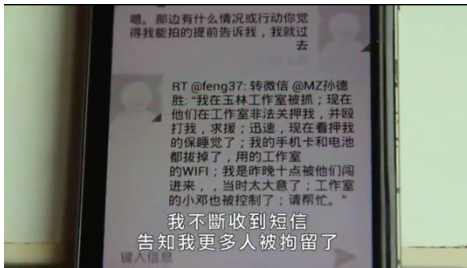 嗯。那边有什么情况或行动你觉
得我能拍的提前告诉我，我就过
去
RT @feng37: 转微信 @MZ孙德
胜: "我在玉林工作室被抓；现在
他们在工作室非法关押我，并殴
打我，求援；迅速，现在看押我
的保睡觉了；我的手机卡和电池
都拔掉了，用的工作室
的WIFI；我是昨晚十点被他们闯
进来，，当时太大意了；工作室
的小邓也被控制了；请帮忙。"
我不斷收到短信
告知我更多人被拘留了
键入信息